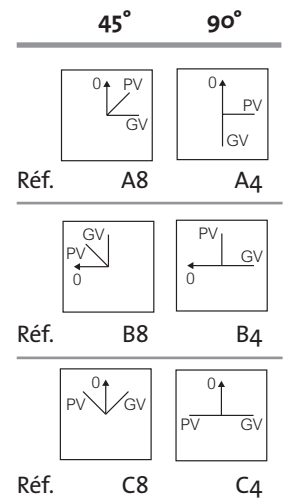 45° 90°
0 PV 0
GV PV
GV
Réf. A8 A4
GV PV
PV GV
0 0
Réf. B8 B4
0 0
PV GV PV GV
Réf. C8 C4